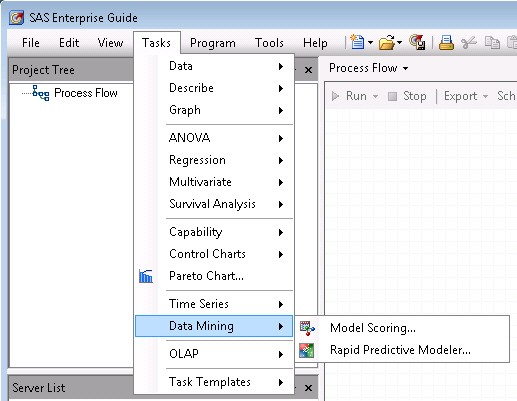 SAS Enterprise Guide
File Edit View Tasks Program Tools Help
Project Tree
Process Flow
Process Flow
Run Stop Export Sch
Data
Describe
Graph
ANOVA
Regression
Multivariate
Survival Analysis
Capability
Control Charts
Pareto Chart...
Time Series
Data Mining
Model Scoring...
Rapid Predictive Modeler...
OLAP
Task Templates
Server List